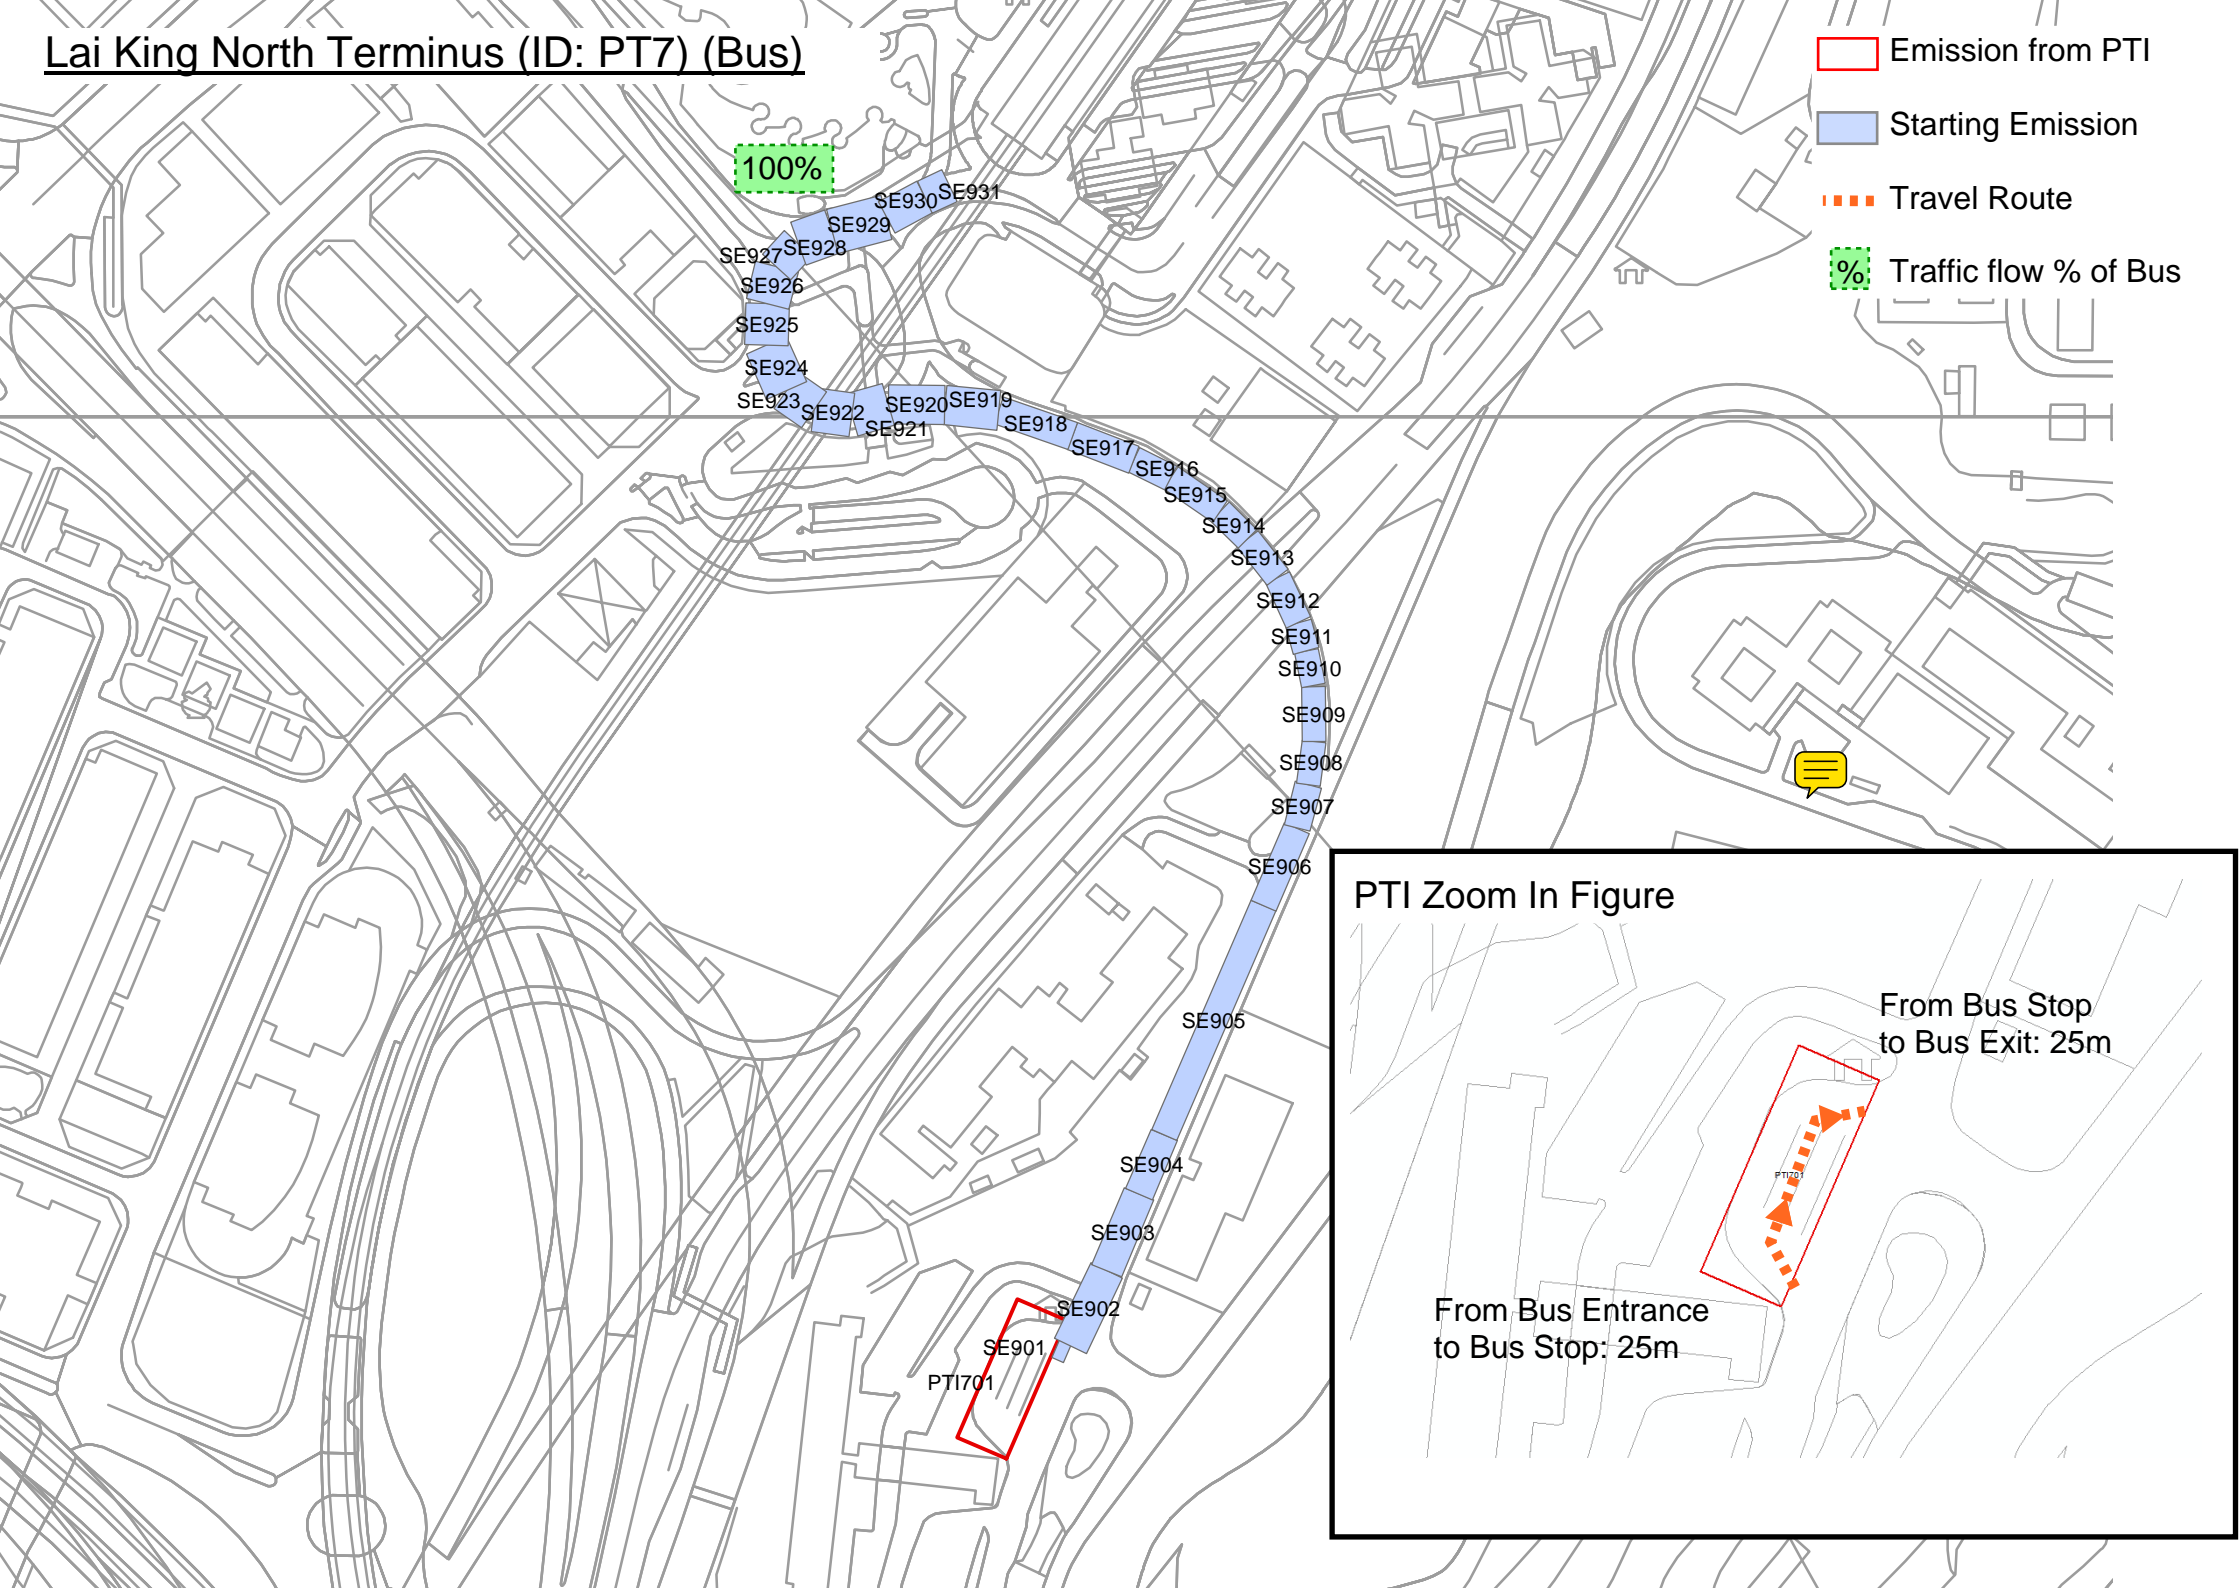 Lai King North Terminus (ID: PT7) (Bus)
Emission from PTI
Starting Emission
Travel Route
% Traffic flow % of Bus
100%
SE931
SE930
SE929
SE928
SE927
SE926
SE925
SE924
SE923
SE922
SE921
SE920
SE919
SE918
SE917
SE916
SE915
SE914
SE913
SE912
SE911
SE910
SE909
SE908
SE907
SE906
SE905
SE904
SE903
SE902
SE901
PTI701
PTI Zoom In Figure
From Bus Stop
to Bus Exit: 25m
PTI701
From Bus Entrance
to Bus Stop: 25m